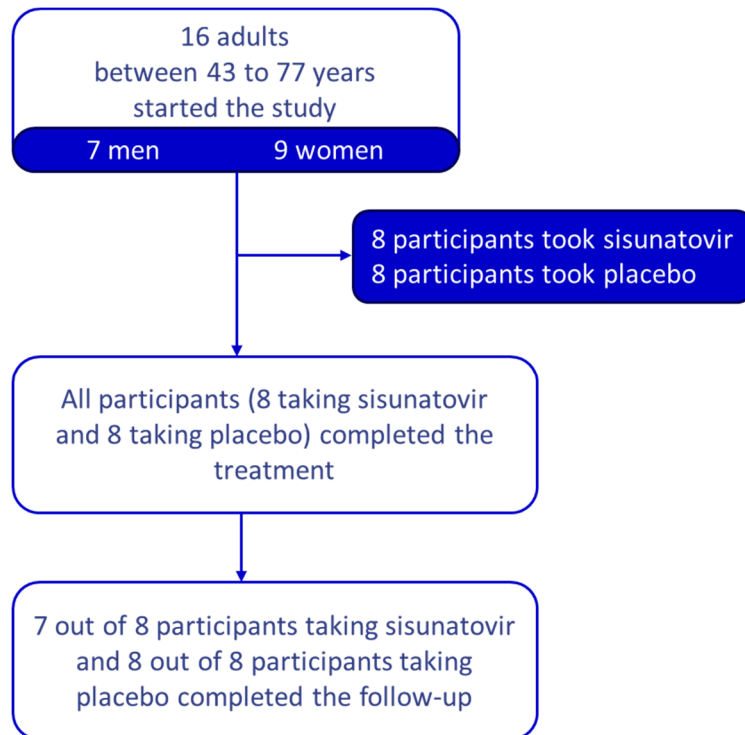 16 adults
between 43 to 77 years
started the study
7 men 9 women
8 participants took sisunatovir
8 participants took placebo
All participants (8 taking sisunatovir
and 8 taking placebo) completed the
treatment
7 out of 8 participants taking sisunatovir
and 8 out of 8 participants taking
placebo completed the follow-up